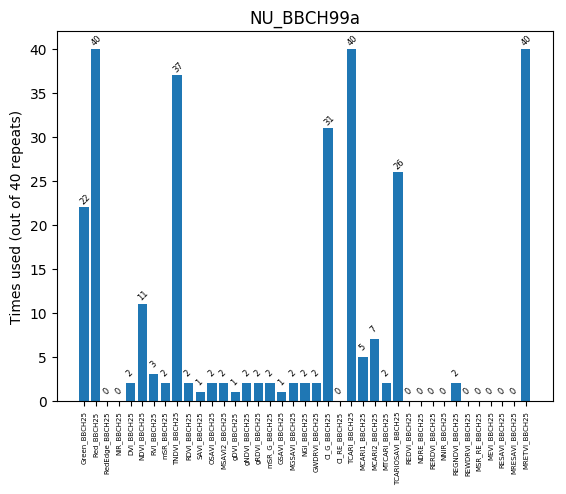 NU_BBCH99a
Times used (out of 40 repeats)
40
35
30
25
20
15
10
5
0
22
40
0
0
2
11
3
2
37
2
1
2
2
1
2
2
2
1
2
2
2
31
0
40
5
7
2
26
0
0
0
0
2
0
0
0
0
0
40
Green_BBCH25
Red_BBCH25
RedEdge_BBCH25
NIR_BBCH25
DVI_BBCH25
NDVI_BBCH25
RVI_BBCH25
mSR_BBCH25
TNDVI_BBCH25
RDVI_BBCH25
SAVI_BBCH25
OSAVI_BBCH25
MSAVI2_BBCH25
gDVI_BBCH25
gNDVI_BBCH25
gRDVI_BBCH25
mSR_G_BBCH25
GSAVI_BBCH25
MGSAVI_BBCH25
NGI_BBCH25
GWDRVI_BBCH25
CI_G_BBCH25
CI_RE_BBCH25
TCARI_BBCH25
MCARI1_BBCH25
MCARI2_BBCH25
MTCARI_BBCH25
TCARIOSAVI_BBCH25
REDVI_BBCH25
NDRE_BBCH25
RERDVI_BBCH25
NNIR_BBCH25
REGNDVI_BBCH25
REWDRVI_BBCH25
MSR_RE_BBCH25
MEVI_BBCH25
RESAVI_BBCH25
MRESAVI_BBCH25
MRETVI_BBCH25